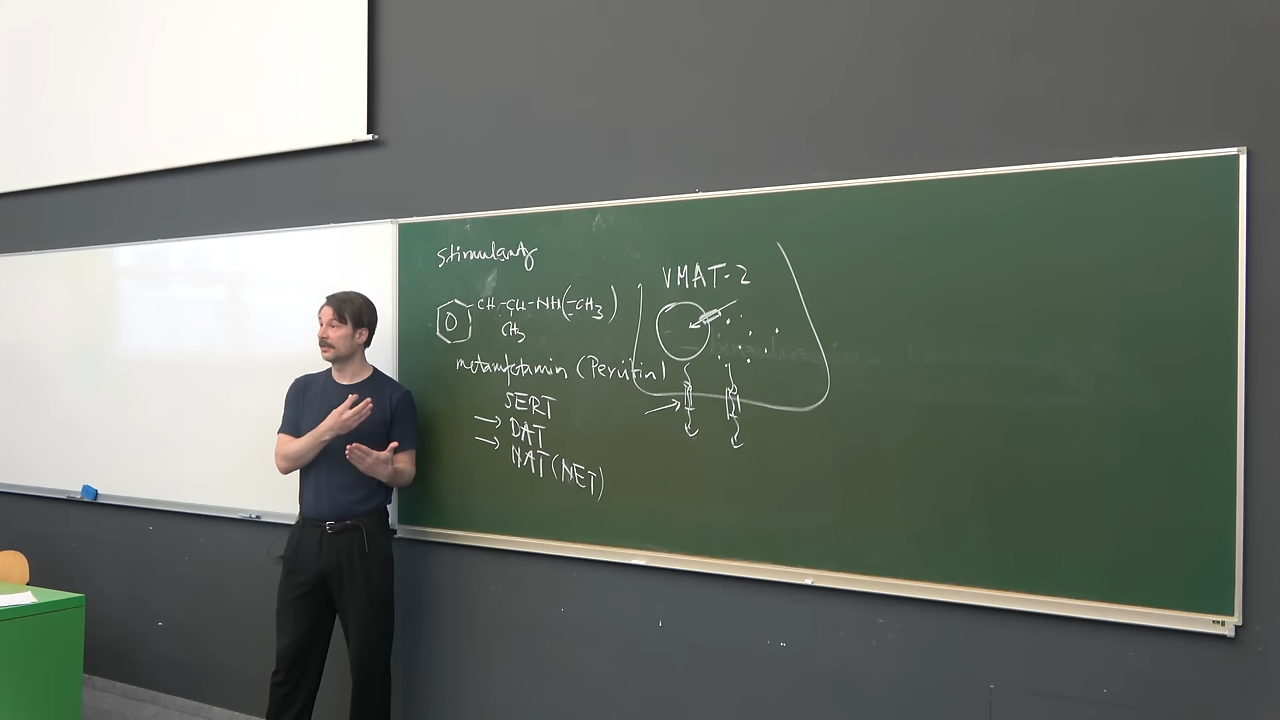 stimulanty
CH-CH-NH(-CH3)
CH3
metamfetamin (Pervitin)
SERT
→ DAT
→ NAT (NET)
VMAT-2